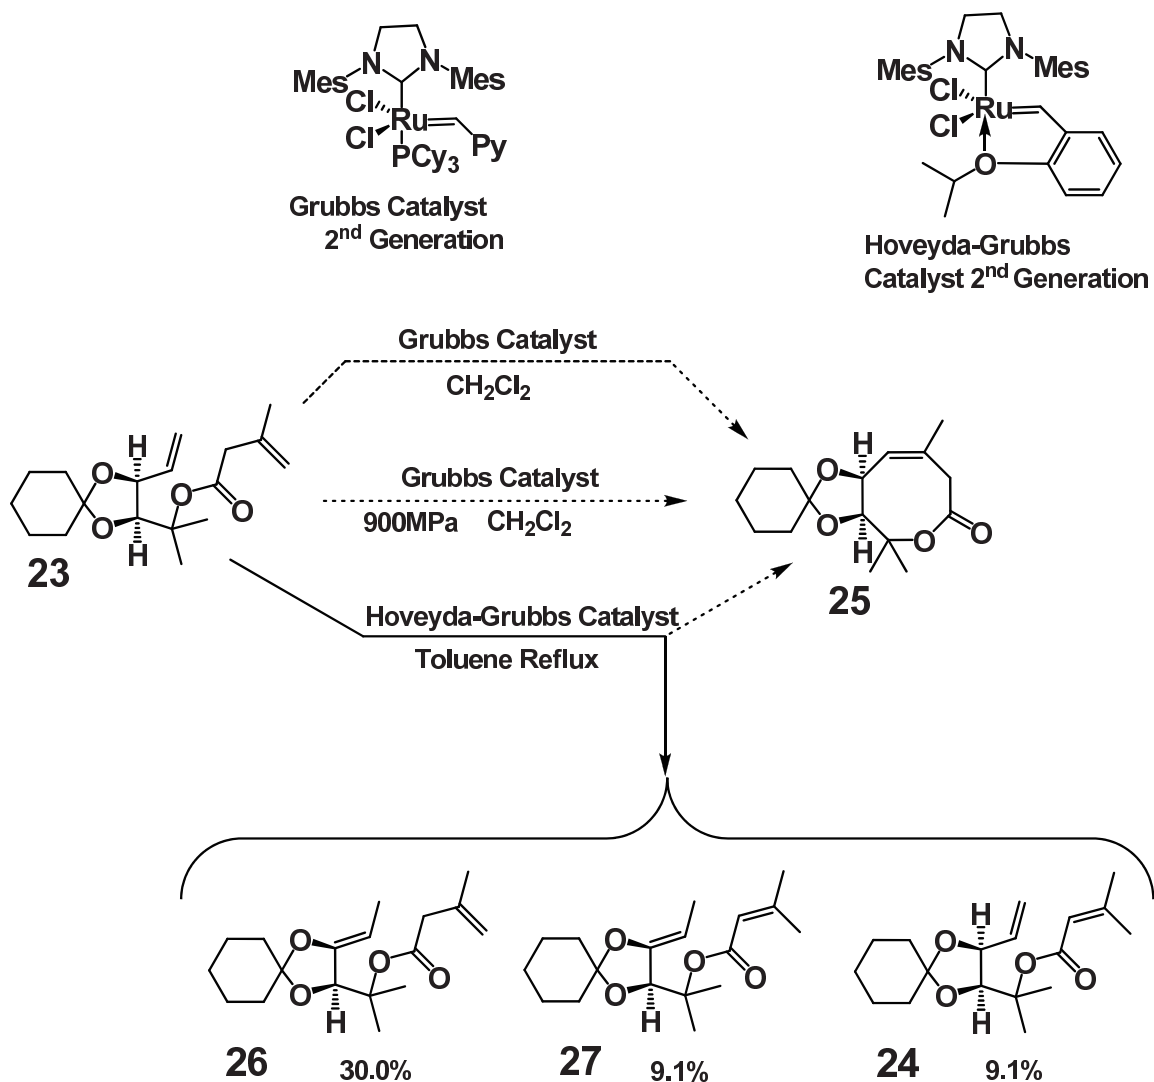 N N
Mes Mes
Cl
Ru
Cl
PCy3 Py
Grubbs Catalyst
2nd Generation
N N
Mes Mes
Cl
Ru
Cl
O
Hoveyda-Grubbs
Catalyst 2nd Generation
Grubbs Catalyst
CH2Cl2
H
O
O
O
O
H
23
Grubbs Catalyst
900MPa CH2Cl2
H
O
O
O
O
H
25
Hoveyda-Grubbs Catalyst
Toluene Reflux
O
O
O
O
H
26 30.0%
O
O
O
O
H
27 9.1%
H
O
O
O
O
H
24 9.1%